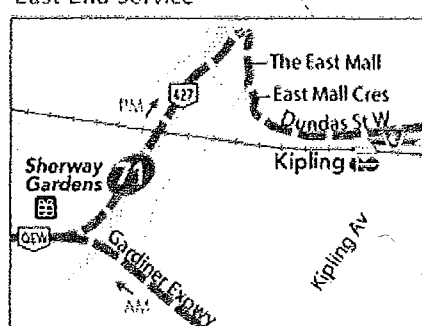 East End Service
The East Mall
427
East Mall Cres
PM
Dundas St W
Sherway
Gardens
71
Kipling
QEW
Gardiner Expwy
Kipling Av
AM